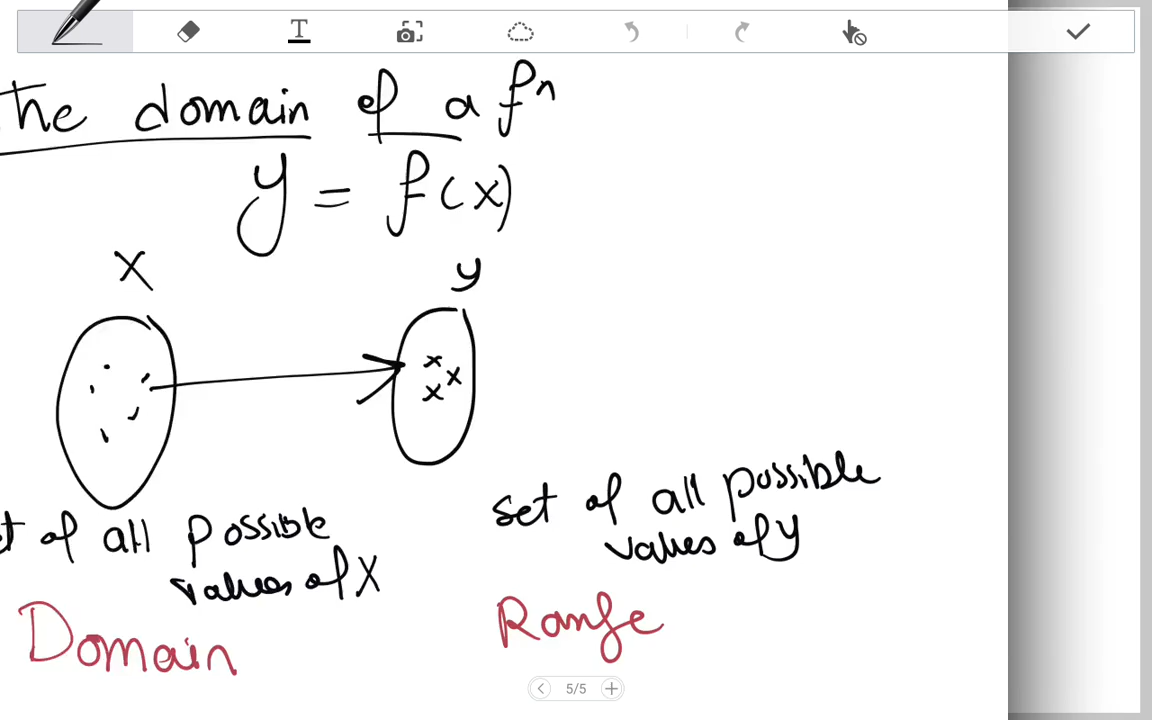 the domain of a fn
y = f(x)
X
y
set of all possible
values of y
of all possible
values of X
Domain
Range
5/5